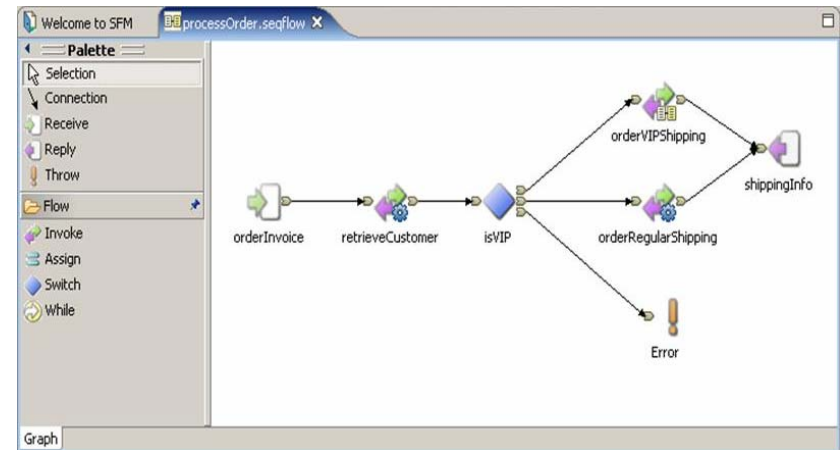 Welcome to SFM
processOrder.seqflow
Palette
Selection
Connection
Receive
Reply
Throw
Flow
Invoke
Assign
Switch
While
orderInvoice
retrieveCustomer
isVIP
orderVIPShipping
orderRegularShipping
shippingInfo
Error
Graph